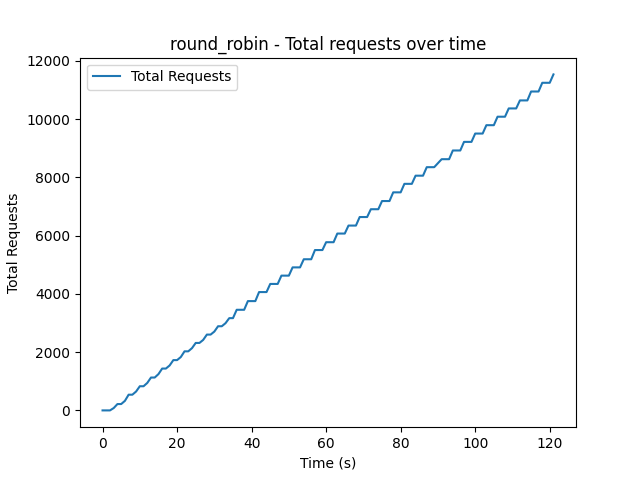 round_robin - Total requests over time
Total Requests
12000
10000
8000
6000
4000
2000
0
Total Requests
0 20 40 60 80 100 120
Time (s)